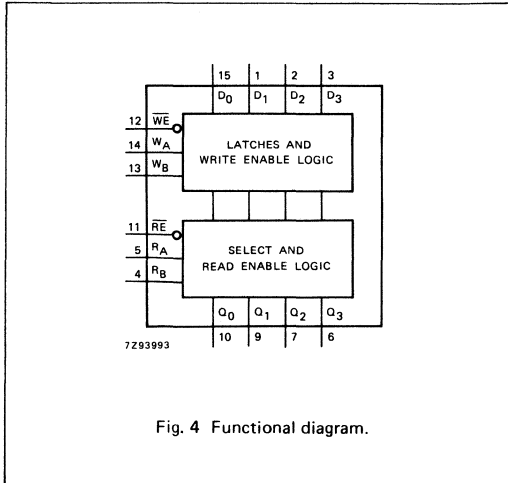 15 1 2 3
D0 D1 D2 D3
12 W̅E̅
14 WA
13 WB
LATCHES AND
WRITE ENABLE LOGIC
11 R̅E̅
5 RA
4 RB
SELECT AND
READ ENABLE LOGIC
Q0 Q1 Q2 Q3
10 9 7 6
7Z93993
Fig. 4 Functional diagram.